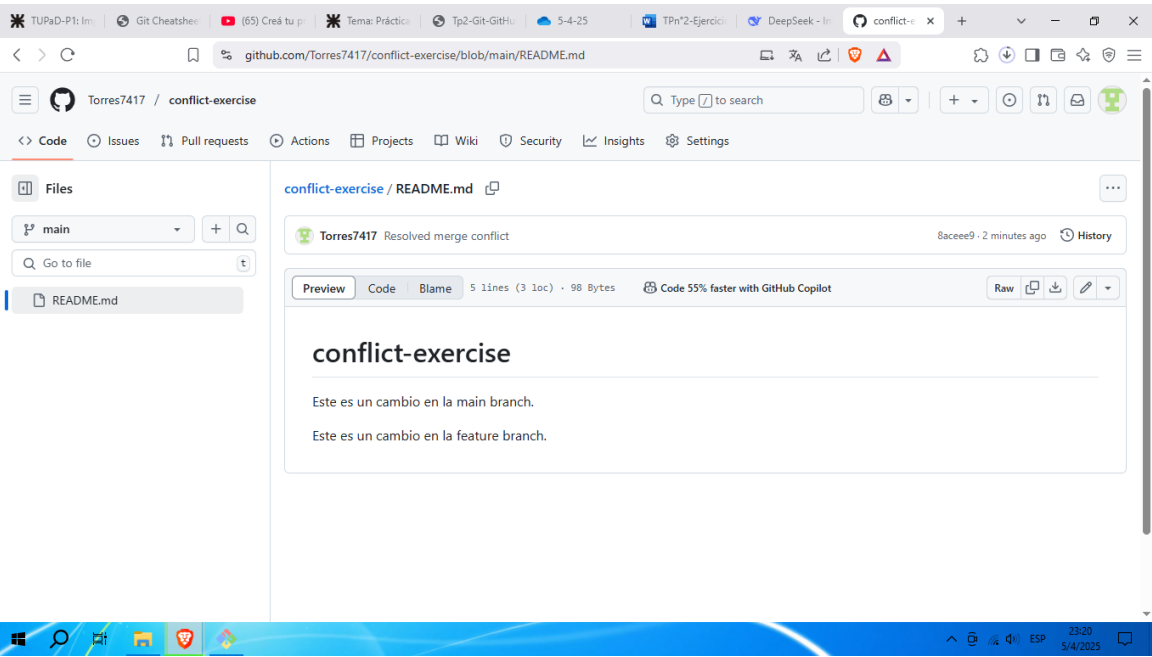 TUPaD-P1: Im Git Cheatshee (65) Creá tu pr Tema: Práctica Tp2-Git-GitHu 5-4-25 TPn°2-Ejercici DeepSeek - In conflict-e
github.com/Torres7417/conflict-exercise/blob/main/README.md
Torres7417 / conflict-exercise Type / to search
Code Issues Pull requests Actions Projects Wiki Security Insights Settings
Files
conflict-exercise / README.md
main
Torres7417 Resolved merge conflict 8aceee9 · 2 minutes ago History
Go to file t
Preview Code Blame 5 lines (3 loc) · 98 Bytes Code 55% faster with GitHub Copilot Raw
README.md
conflict-exercise
Este es un cambio en la main branch.
Este es un cambio en la feature branch.
ESP 23:20
5/4/2025